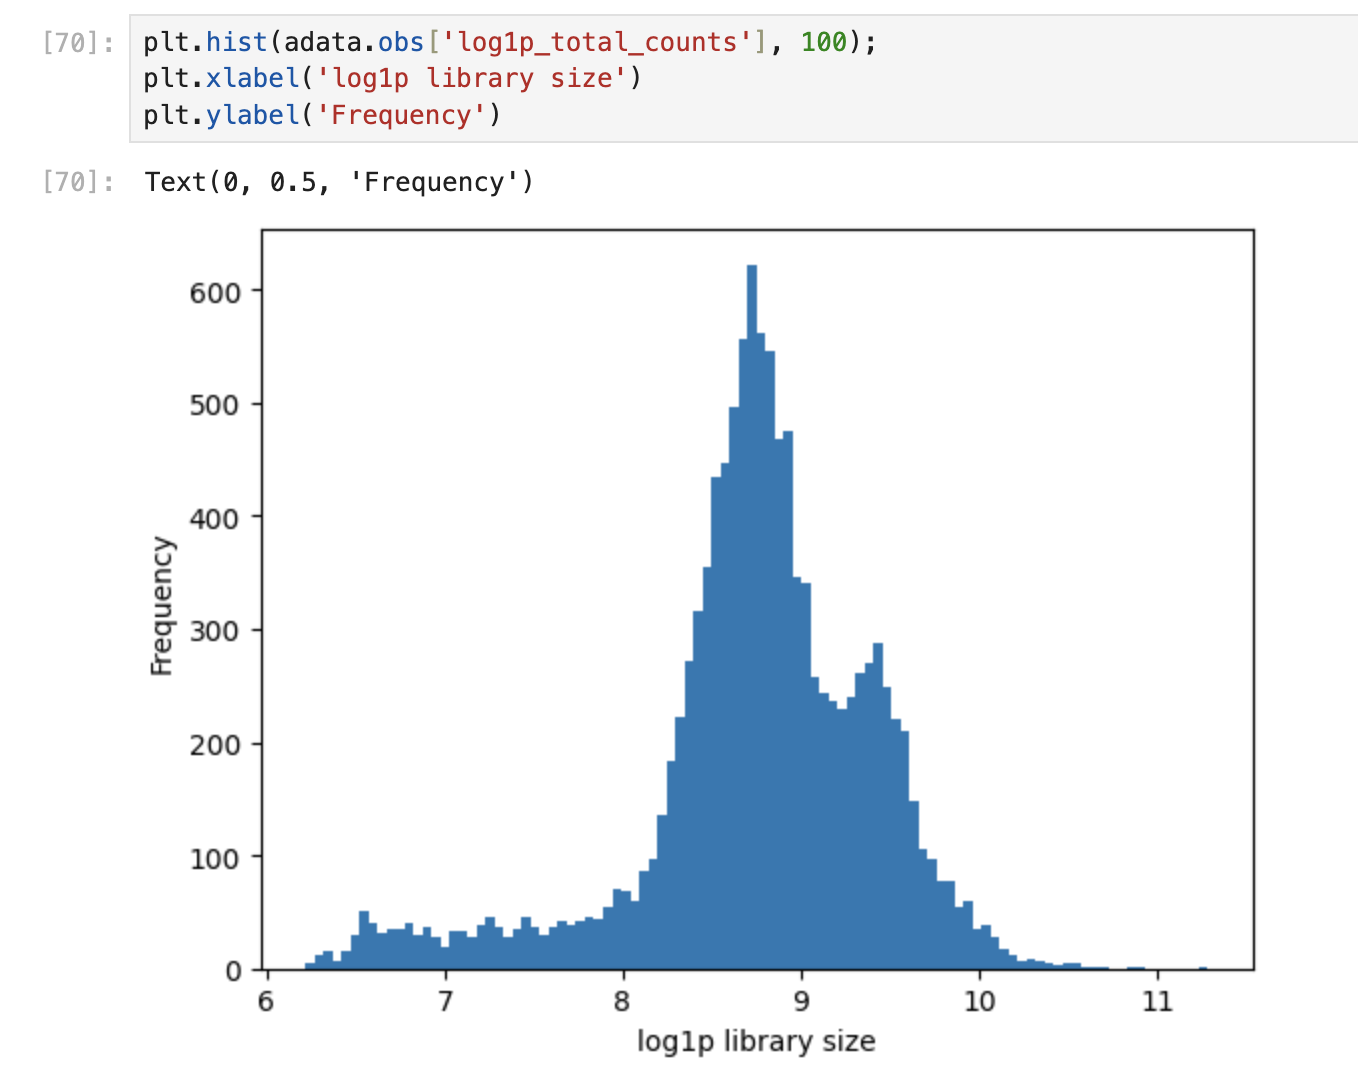 [70]: plt.hist(adata.obs['log1p_total_counts'], 100);
plt.xlabel('log1p library size')
plt.ylabel('Frequency')
[70]: Text(0, 0.5, 'Frequency')
600
500
400
300
200
100
0
Frequency
6 7 8 9 10 11
log1p library size